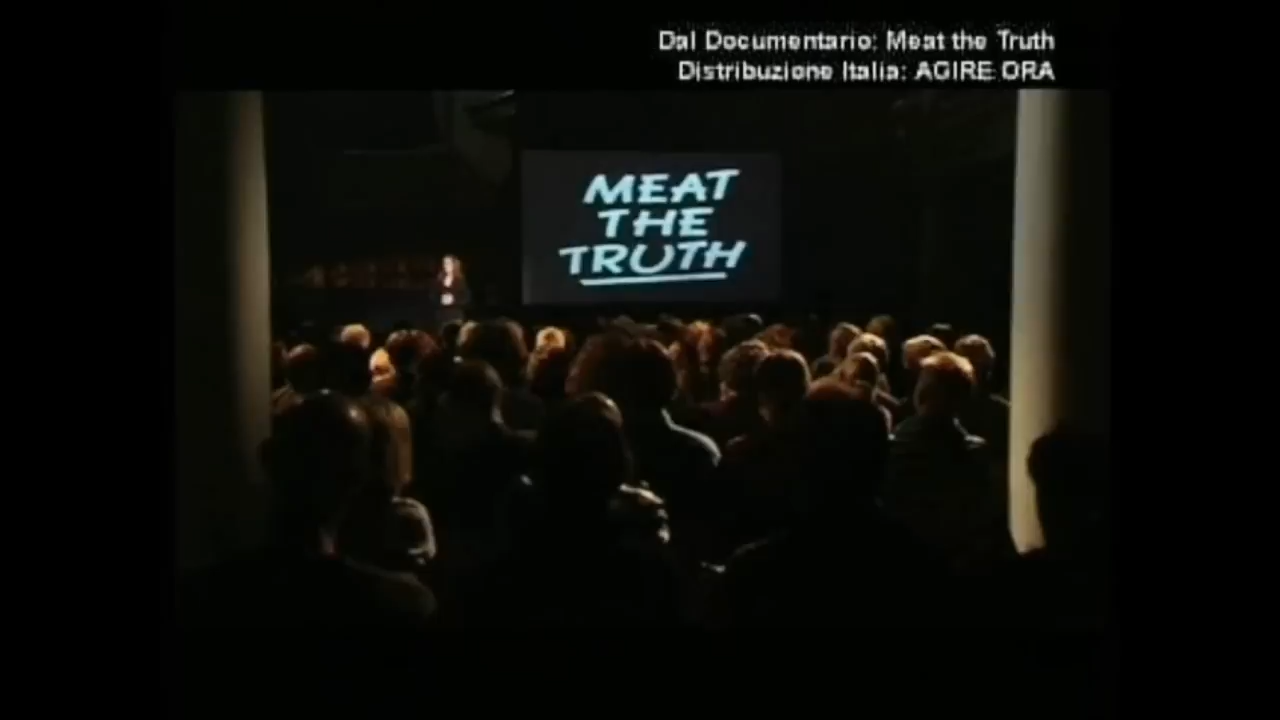 Dal Documentario: Meat the Truth
Distribuzione Italia: AGIRE ORA
MEAT
THE
TRUTH